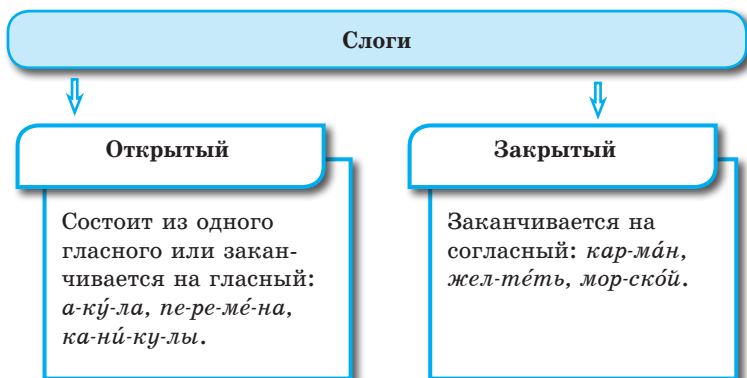 Слоги
Открытый
Состоит из одного
гласного или закан-
чивается на гласный:
а-ку́-ла, пе-ре-ме́-на,
ка-ни́-ку-лы.
Закрытый
Заканчивается на
согласный: кар-ма́н,
жел-те́ть, мор-ско́й.